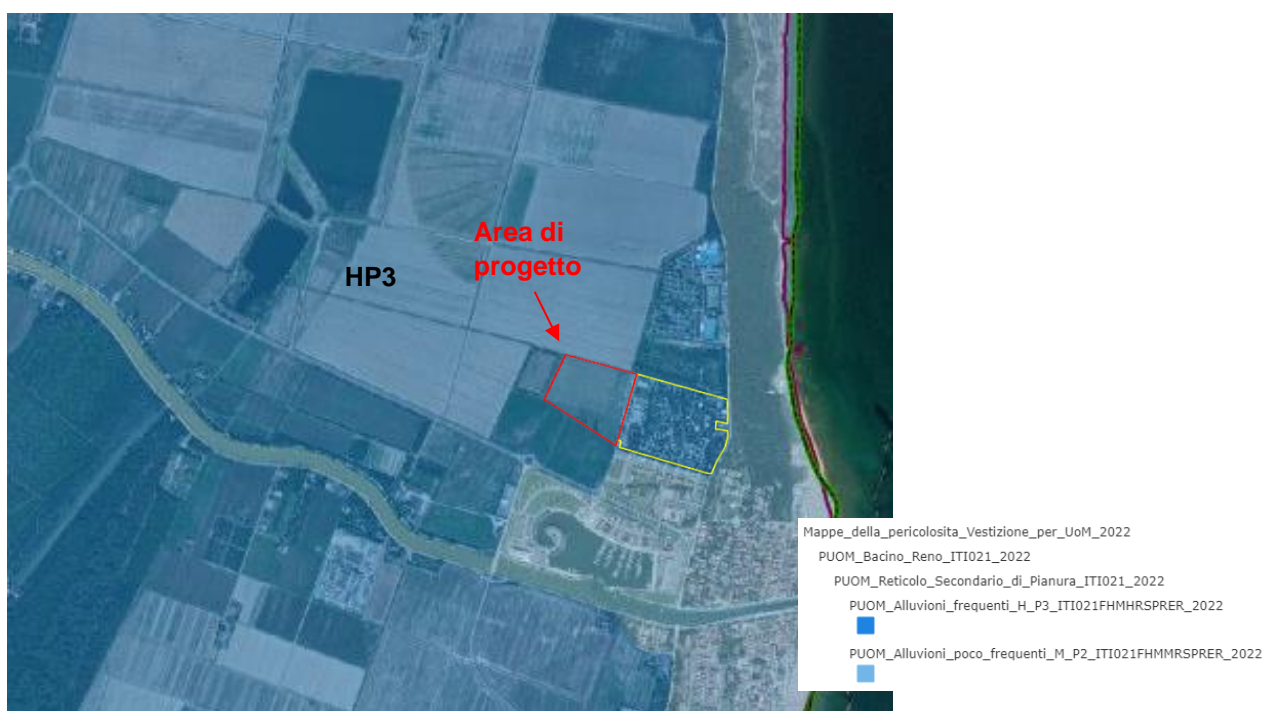 Area di
progetto
HP3
Mappe_della_pericolosita_Vestizione_per_UoM_2022
PUOM_Bacino_Reno_ITI021_2022
PUOM_Reticolo_Secondario_di_Pianura_ITI021_2022
PUOM_Alluvioni_frequenti_H_P3_ITI021FHMHRSPRER_2022
PUOM_Alluvioni_poco_frequenti_M_P2_ITI021FHMMRSPRER_2022